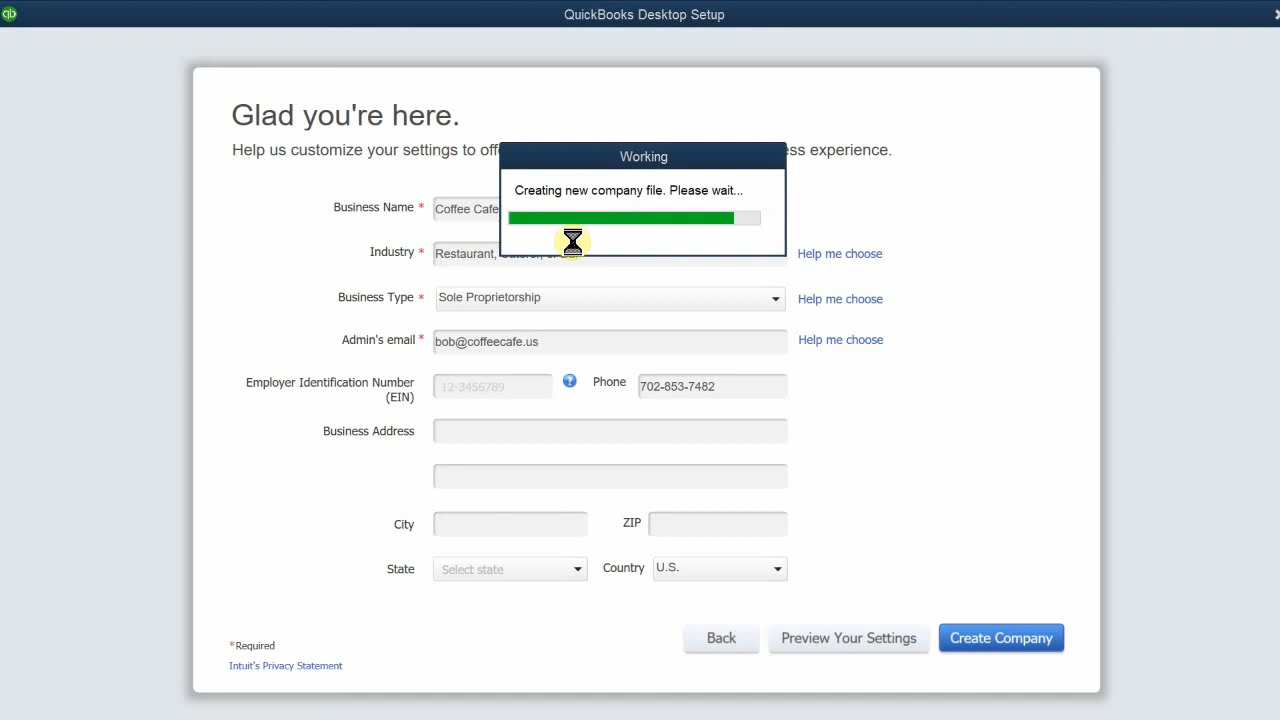 QuickBooks Desktop Setup
Glad you're here.
Help us customize your settings to ess experience.
Working
Creating new company file. Please wait...
Business Name * Coffee Cafe
Industry * Restaurant, Help me choose
Business Type * Sole Proprietorship Help me choose
Admin's email * bob@coffeecafe.us Help me choose
Employer Identification Number
(EIN)
12-3456789 Phone 702-853-7482
Business Address
City ZIP
State Select state Country U.S.
Back Preview Your Settings Create Company
*Required
Intuit's Privacy Statement